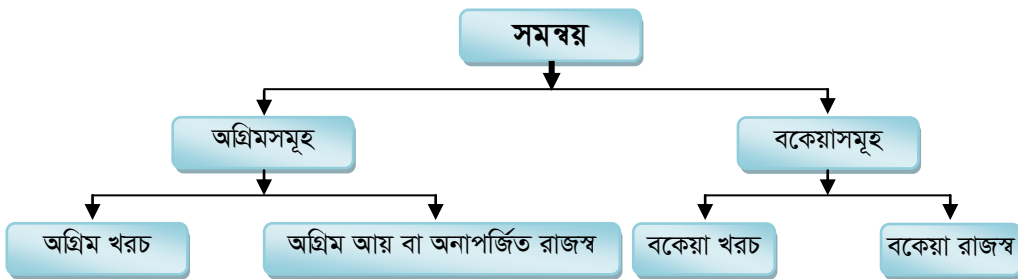 সমন্বয়
অগ্রিমসমূহ
বকেয়াসমূহ
অগ্রিম খরচ
অগ্রিম আয় বা অনাপর্জিত রাজস্ব
বকেয়া খরচ
বকেয়া রাজস্ব